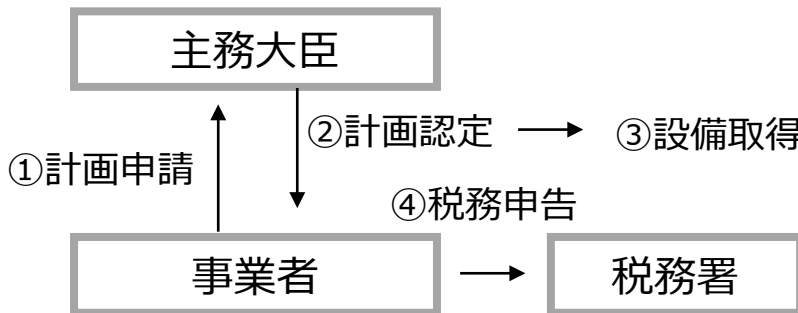 主務大臣
②計画認定
③設備取得
①計画申請
④税務申告
事業者
税務署